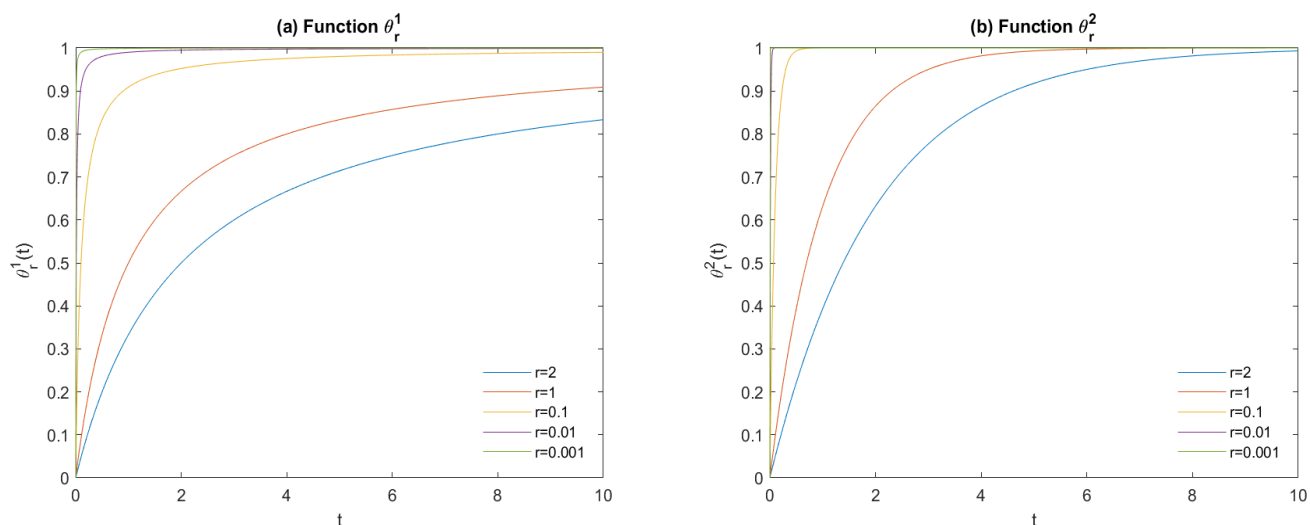 (a) Function θ_r^1
1
0.9
0.8
0.7
0.6
0.5
0.4
0.3
0.2
0.1
0
θ_r^1(t)
0 2 4 6 8 10
t
r=2
r=1
r=0.1
r=0.01
r=0.001
(b) Function θ_r^2
1
0.9
0.8
0.7
0.6
0.5
0.4
0.3
0.2
0.1
0
θ_r^2(t)
0 2 4 6 8 10
t
r=2
r=1
r=0.1
r=0.01
r=0.001